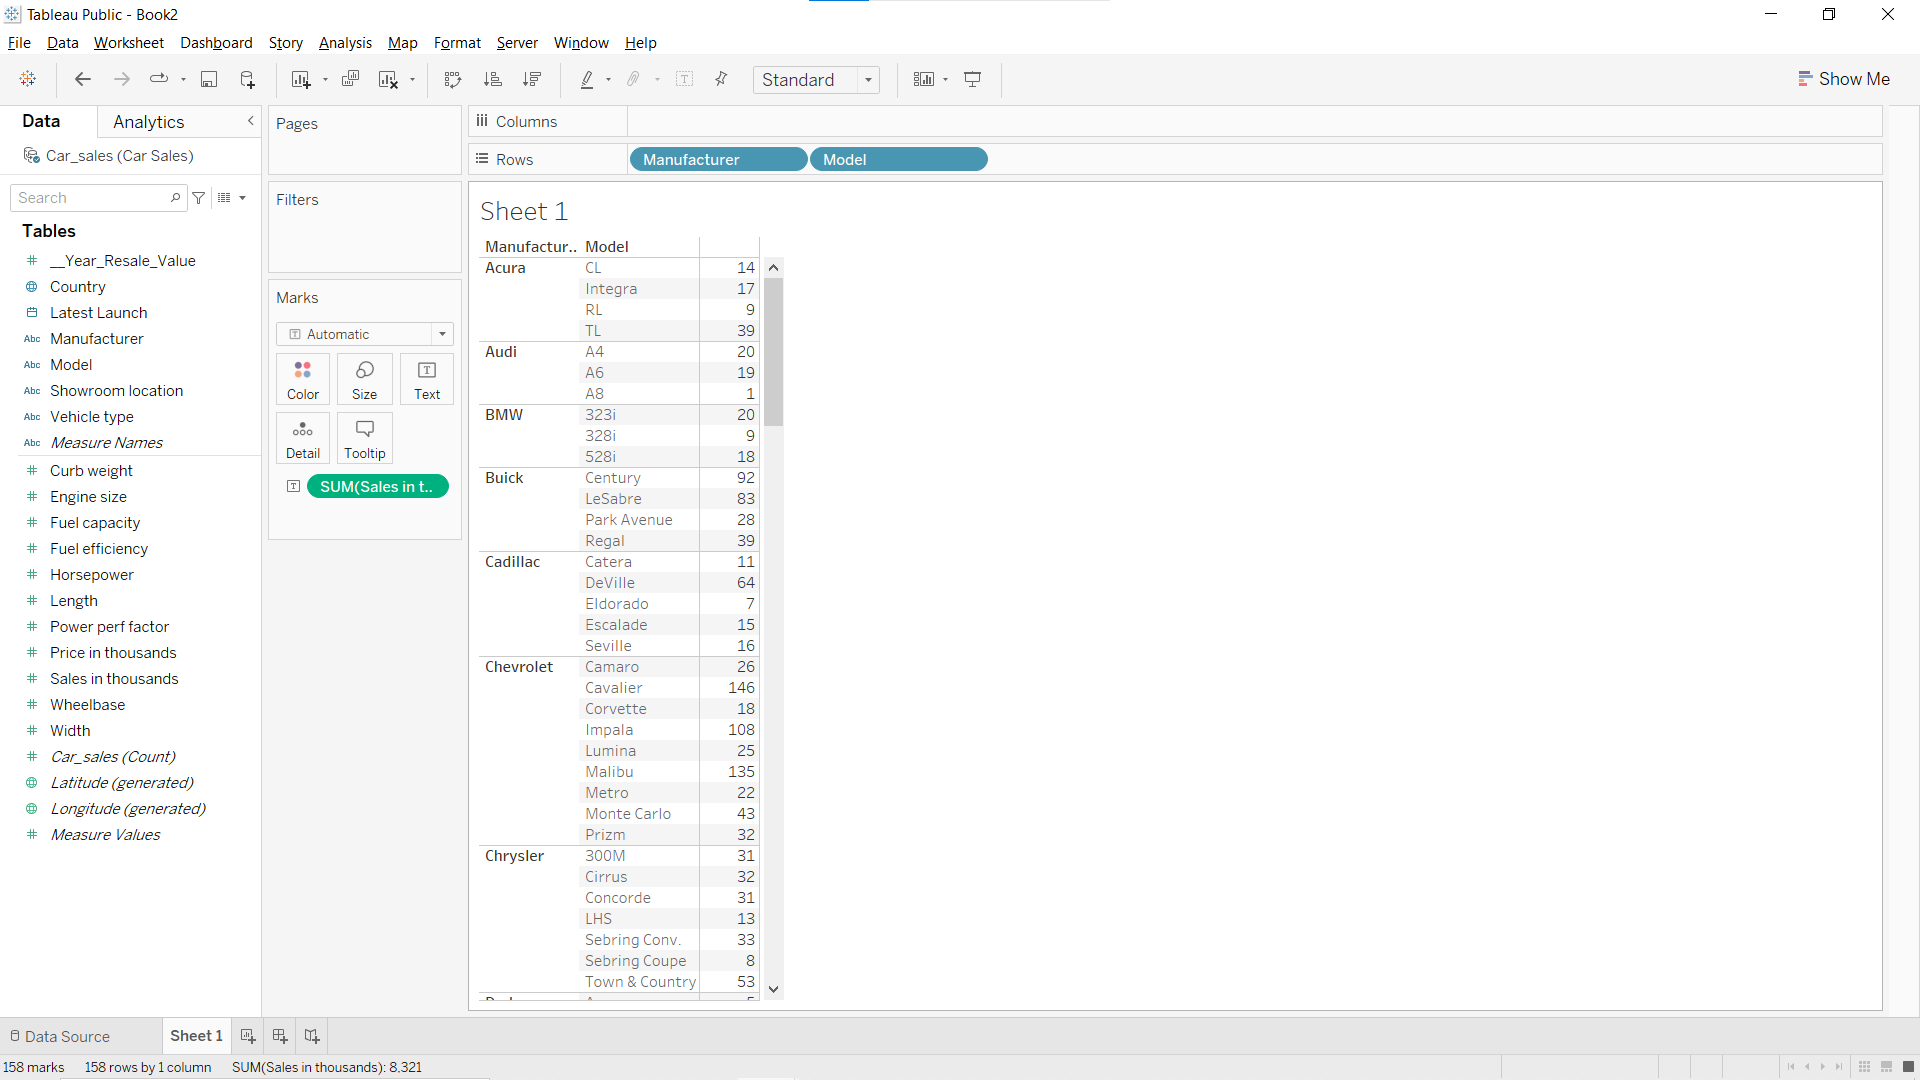 Tableau Public - Book2
File Data Worksheet Dashboard Story Analysis Map Format Server Window Help
Standard
Show Me
Data Analytics
Car_sales (Car Sales)
Search
Tables
__Year_Resale_Value
Country
Latest Launch
Abc Manufacturer
Abc Model
Abc Showroom location
Abc Vehicle type
Abc Measure Names
Curb weight
Engine size
Fuel capacity
Fuel efficiency
Horsepower
Length
Power perf factor
Price in thousands
Sales in thousands
Wheelbase
Width
Car_sales (Count)
Latitude (generated)
Longitude (generated)
Measure Values
Pages
Filters
Marks
Automatic
Color Size Text
Detail Tooltip
SUM(Sales in t..
Columns
Rows Manufacturer Model
Sheet 1
Manufactur.. Model
Acura CL 14
Integra 17
RL 9
TL 39
Audi A4 20
A6 19
A8 1
BMW 323i 20
328i 9
528i 18
Buick Century 92
LeSabre 83
Park Avenue 28
Regal 39
Cadillac Catera 11
DeVille 64
Eldorado 7
Escalade 15
Seville 16
Chevrolet Camaro 26
Cavalier 146
Corvette 18
Impala 108
Lumina 25
Malibu 135
Metro 22
Monte Carlo 43
Prizm 32
Chrysler 300M 31
Cirrus 32
Concorde 31
LHS 13
Sebring Conv. 33
Sebring Coupe 8
Town & Country 53
Data Source Sheet 1
158 marks 158 rows by 1 column SUM(Sales in thousands): 8,321